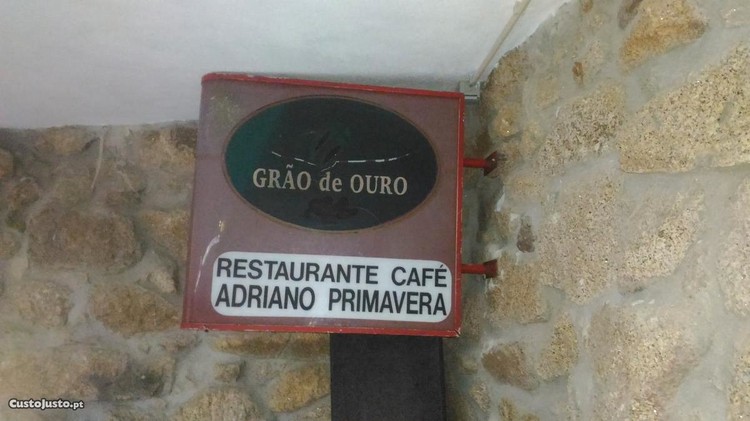 GRÃO de OURO
RESTAURANTE CAFÉ
ADRIANO PRIMAVERA
CustoJusto.pt